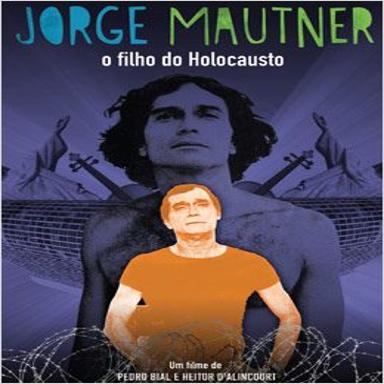 JORGE MAUTNER
o filho do Holocausto
Um filme de
PEDRO BIAL E HEITOR D'ALINCOURT